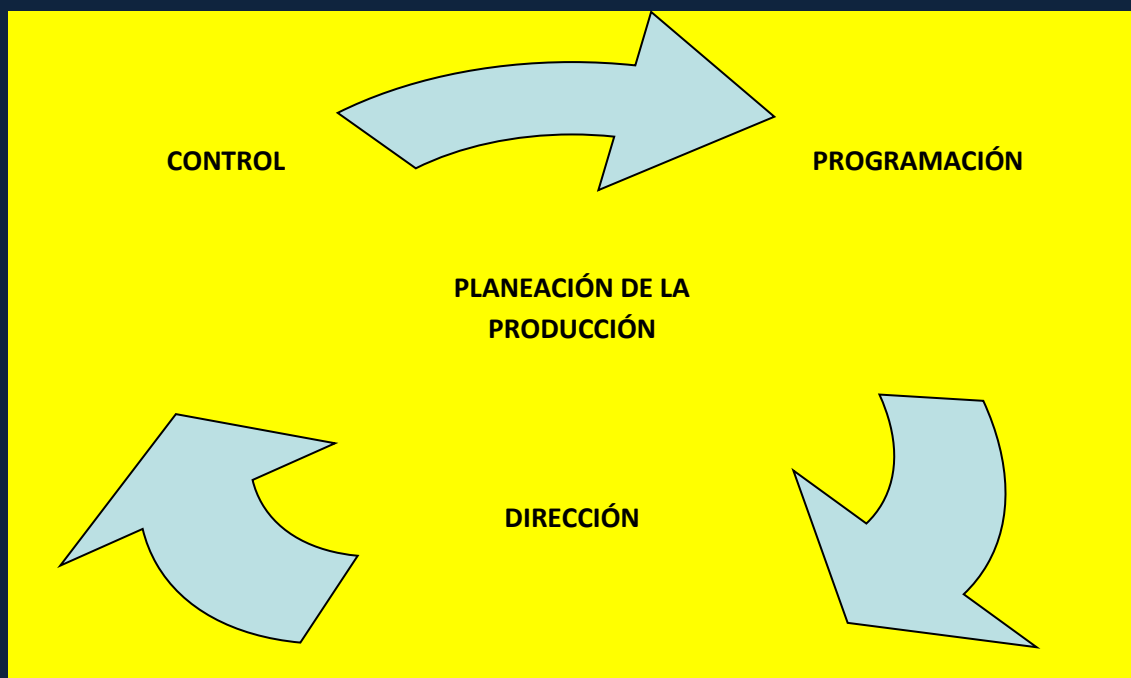 CONTROL
PROGRAMACIÓN
PLANEACIÓN DE LA
PRODUCCIÓN
DIRECCIÓN